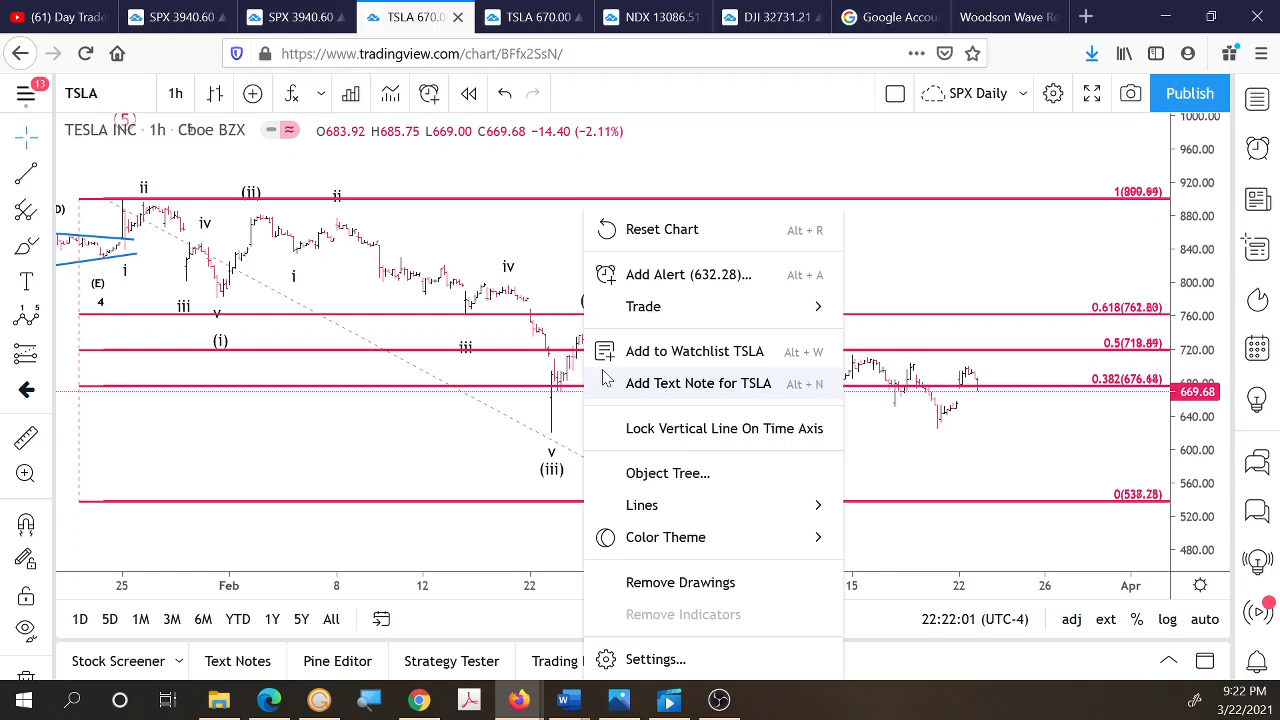 (61) Day Trade
SPX 3940.60
SPX 3940.60
TSLA 670.0
TSLA 670.00
NDX 13086.51
DJI 32731.21
Google Accou
Woodson Wave Re
https://www.tradingview.com/chart/BFfx2SsN/
13
TSLA
1h
SPX Daily
Publish
TESLA INC · 1h · Cboe BZX
O683.92 H685.75 L669.00 C669.68 −14.40 (−2.11%)
(5)
1000.00
960.00
920.00
880.00
840.00
800.00
760.00
720.00
680.00
669.68
640.00
600.00
560.00
520.00
480.00
ii
(ii)
ii
D)
iv
i
(E)
4
iii
v
(i)
i
iv
iii
v
(iii)
0.5(718.89)
0.382(676.68)
0(538.28)
Reset Chart Alt + R
Add Alert (632.28)... Alt + A
Trade
Add to Watchlist TSLA Alt + W
Add Text Note for TSLA Alt + N
Lock Vertical Line On Time Axis
Object Tree...
Lines
Color Theme
Remove Drawings
Remove Indicators
Settings...
25 Feb 8 12 22 15 22 26 Apr
1D 5D 1M 3M 6M YTD 1Y 5Y All
22:22:01 (UTC-4) adj ext % log auto
Stock Screener Text Notes Pine Editor Strategy Tester Trading
9:22 PM
3/22/2021